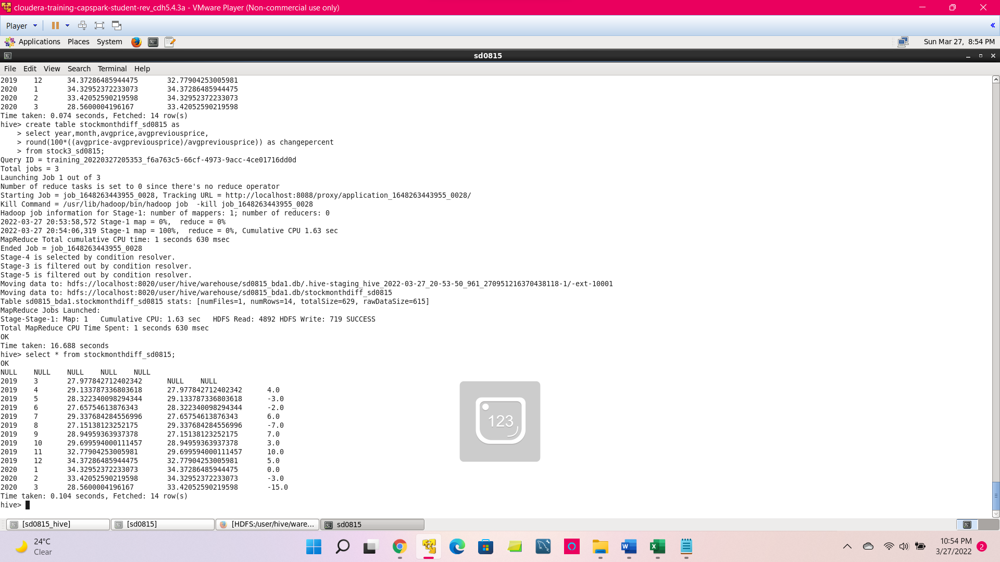 cloudera-training-capspark-student-rev_cdh5.4.3a - VMware Player (Non-commercial use only)
Player
Applications Places System Sun Mar 27, 8:54 PM
sd0815
File Edit View Search Terminal Help
2019 12 34.37286485944475 32.77904253005981
2020 1 34.32952372233073 34.37286485944475
2020 2 33.42052590219598 34.32952372233073
2020 3 28.5600004196167 33.42052590219598
Time taken: 0.074 seconds, Fetched: 14 row(s)
hive> create table stockmonthdiff_sd0815 as
> select year,month,avgprice,avgpreviousprice,
> round(100*((avgprice-avgpreviousprice)/avgpreviousprice)) as changepercent
> from stock3_sd0815;
Query ID = training_20220327205353_f6a763c5-66cf-4973-9acc-4ce01716dd0d
Total jobs = 3
Launching Job 1 out of 3
Number of reduce tasks is set to 0 since there's no reduce operator
Starting Job = job_1648263443955_0028, Tracking URL = http://localhost:8088/proxy/application_1648263443955_0028/
Kill Command = /usr/lib/hadoop/bin/hadoop job  -kill job_1648263443955_0028
Hadoop job information for Stage-1: number of mappers: 1; number of reducers: 0
2022-03-27 20:53:58,572 Stage-1 map = 0%,  reduce = 0%
2022-03-27 20:54:06,319 Stage-1 map = 100%,  reduce = 0%, Cumulative CPU 1.63 sec
MapReduce Total cumulative CPU time: 1 seconds 630 msec
Ended Job = job_1648263443955_0028
Stage-4 is selected by condition resolver.
Stage-3 is filtered out by condition resolver.
Stage-5 is filtered out by condition resolver.
Moving data to: hdfs://localhost:8020/user/hive/warehouse/sd0815_bda1.db/.hive-staging_hive_2022-03-27_20-53-50_961_270951216370438118-1/-ext-10001
Moving data to: hdfs://localhost:8020/user/hive/warehouse/sd0815_bda1.db/stockmonthdiff_sd0815
Table sd0815_bda1.stockmonthdiff_sd0815 stats: [numFiles=1, numRows=14, totalSize=629, rawDataSize=615]
MapReduce Jobs Launched:
Stage-Stage-1: Map: 1   Cumulative CPU: 1.63 sec   HDFS Read: 4892 HDFS Write: 719 SUCCESS
Total MapReduce CPU Time Spent: 1 seconds 630 msec
OK
Time taken: 16.688 seconds
hive> select * from stockmonthdiff_sd0815;
OK
NULL NULL NULL NULL NULL
2019 3 27.977842712402342 NULL NULL
2019 4 29.133787336803618 27.977842712402342 4.0
2019 5 28.322340098294344 29.133787336803618 -3.0
2019 6 27.65754613876343 28.322340098294344 -2.0
2019 7 29.337684284556996 27.65754613876343 6.0
2019 8 27.15138123252175 29.337684284556996 -7.0
2019 9 28.94959363937378 27.15138123252175 7.0
2019 10 29.699594000111457 28.94959363937378 3.0
2019 11 32.77904253005981 29.699594000111457 10.0
2019 12 34.37286485944475 32.77904253005981 5.0
2020 1 34.32952372233073 34.37286485944475 0.0
2020 2 33.42052590219598 34.32952372233073 -3.0
2020 3 28.5600004196167 33.42052590219598 -15.0
Time taken: 0.104 seconds, Fetched: 14 row(s)
hive>
123
[sd0815_hive] [sd0815] [HDFS:/user/hive/ware... sd0815
24°C
Clear
W X
10:54 PM
3/27/2022
2